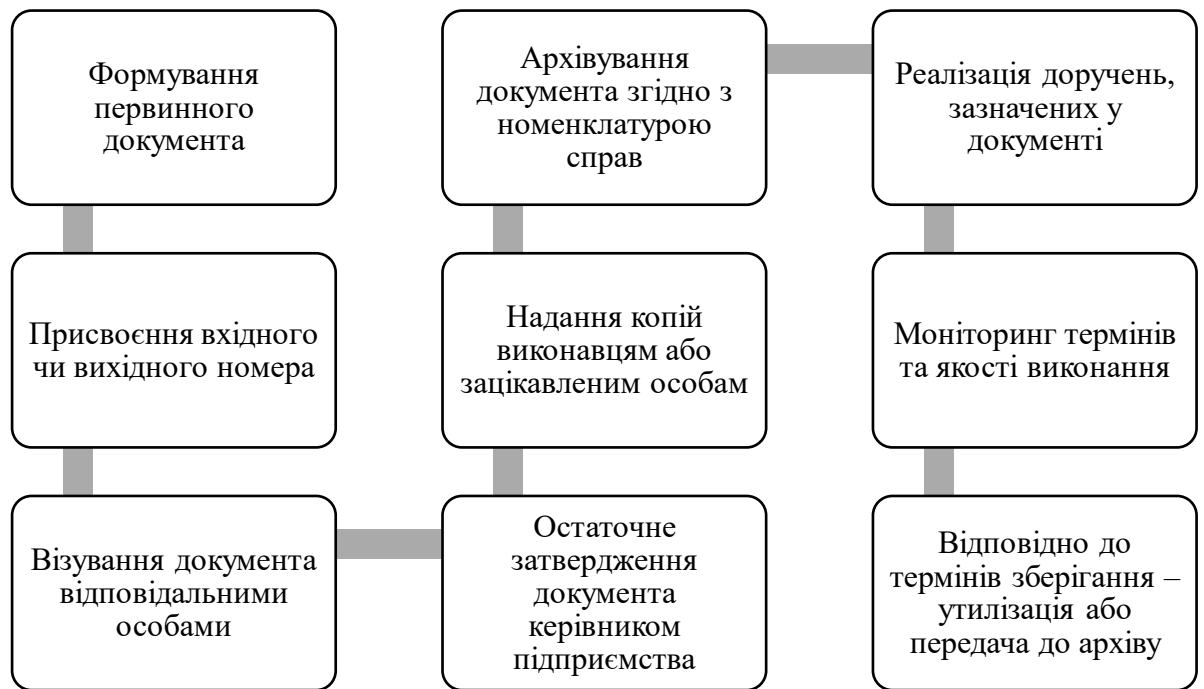 Формування
первинного
документа
Присвоєння вхідного
чи вихідного номера
Візування документа
відповідальними
особами
Остаточне
затвердження
документа
керівником
підприємства
Надання копій
виконавцям або
зацікавленим особам
Архівування
документа згідно з
номенклатурою
справ
Реалізація доручень,
зазначених у
документі
Моніторинг термінів
та якості виконання
Відповідно до
термінів зберігання –
утилізація або
передача до архіву